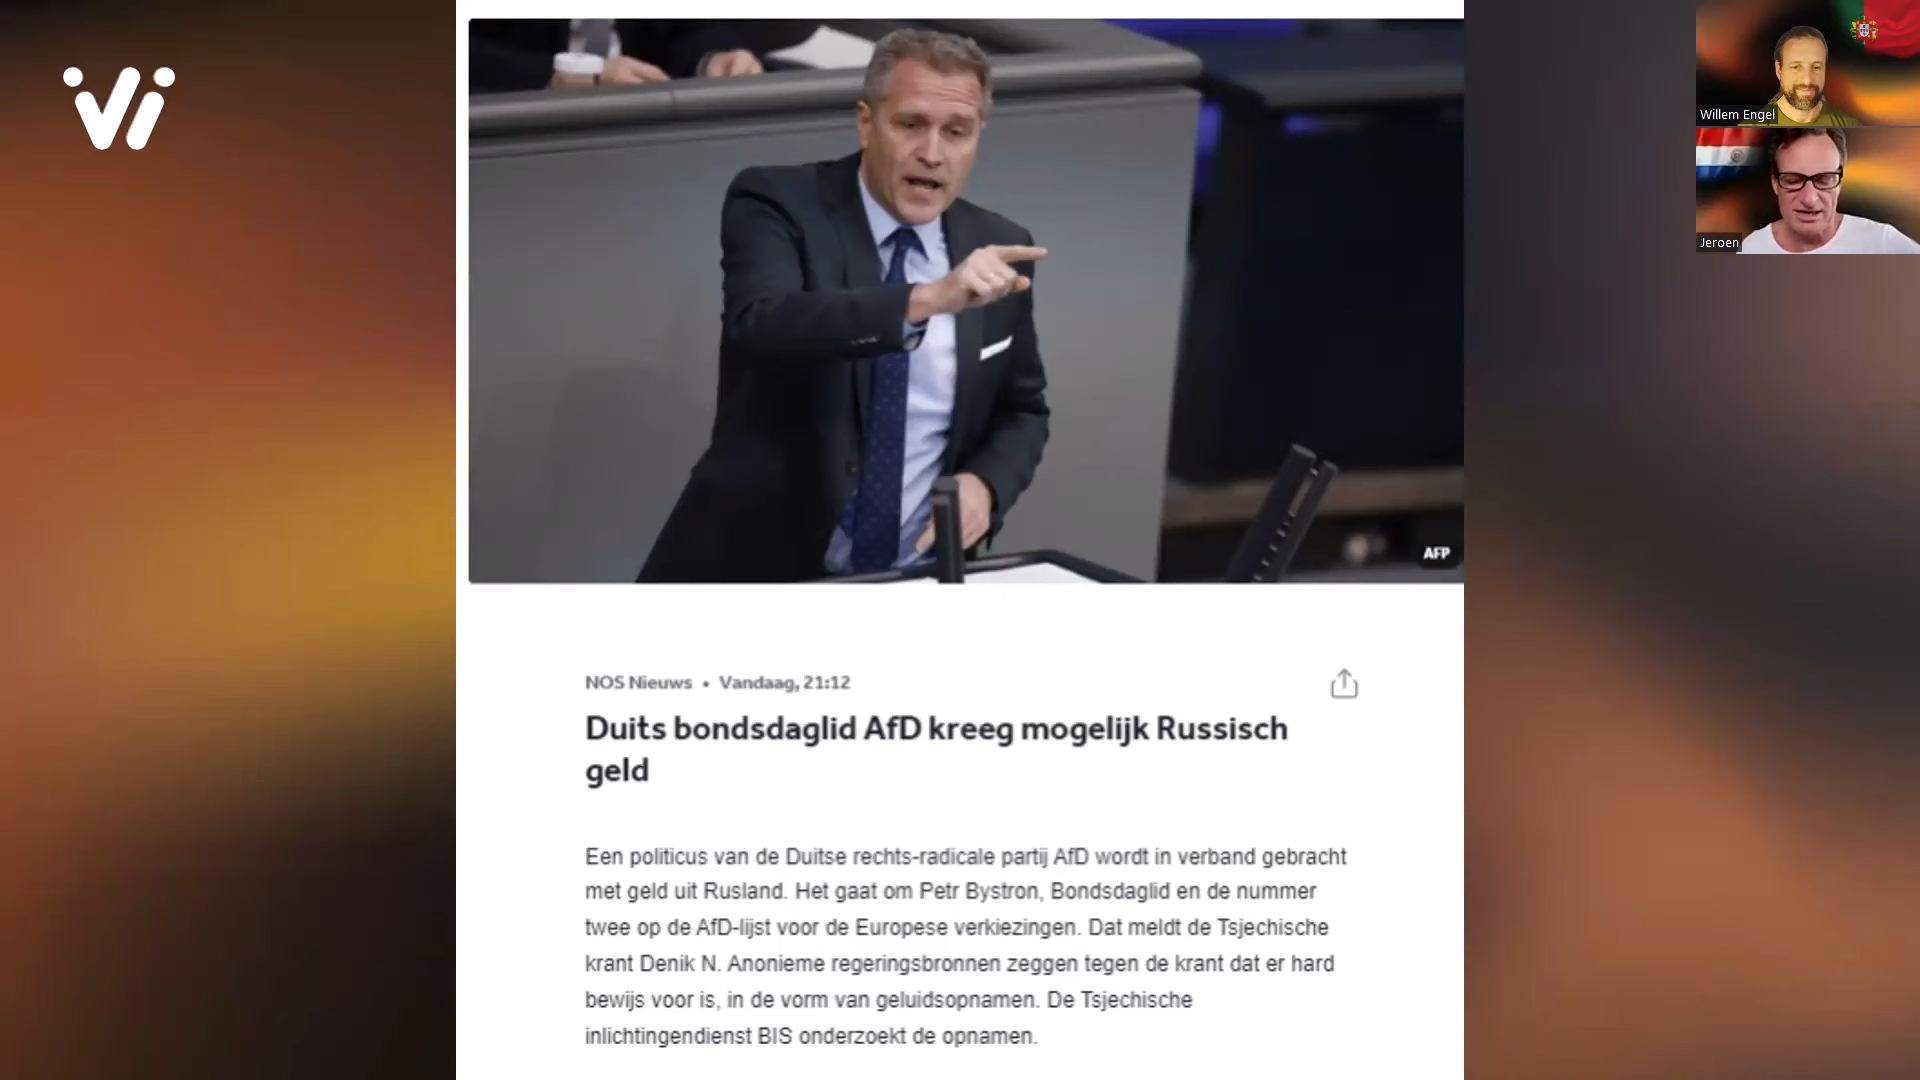 Vi
Willem Engel
Jeroen
AFP
NOS Nieuws • Vandaag, 21:12
Duits bondsdaglid AfD kreeg mogelijk Russisch
geld
Een politicus van de Duitse rechts-radicale partij AfD wordt in verband gebracht
met geld uit Rusland. Het gaat om Petr Bystron, Bondsdaglid en de nummer
twee op de AfD-lijst voor de Europese verkiezingen. Dat meldt de Tsjechische
krant Denik N. Anonieme regeringsbronnen zeggen tegen de krant dat er hard
bewijs voor is, in de vorm van geluidsopnamen. De Tsjechische
inlichtingendienst BIS onderzoekt de opnamen.